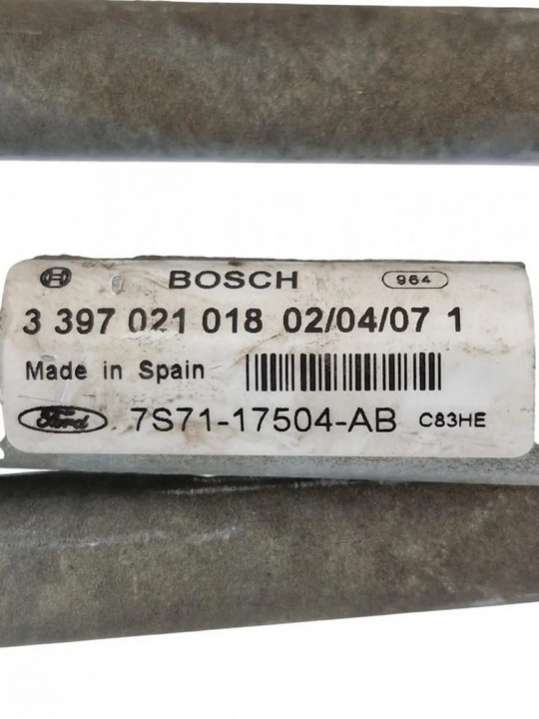 BOSCH 964
3 397 021 018 02/04/07 1
Made in Spain
Ford 7S71-17504-AB C83HE